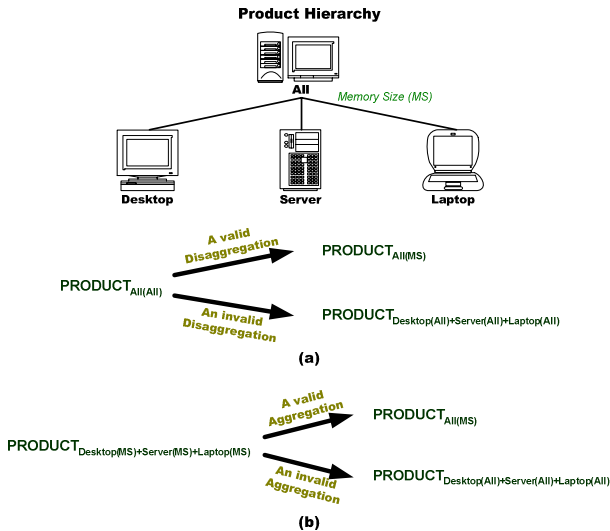 Product Hierarchy
All
Memory Size (MS)
Desktop
Server
Laptop
A valid
Disaggregation
PRODUCTAll(MS)
PRODUCTAll(All)
An invalid
Disaggregation
PRODUCTDesktop(All)+Server(All)+Laptop(All)
(a)
A valid
Aggregation
PRODUCTAll(MS)
PRODUCTDesktop(MS)+Server(MS)+Laptop(MS)
An invalid
Aggregation
PRODUCTDesktop(All)+Server(All)+Laptop(All)
(b)